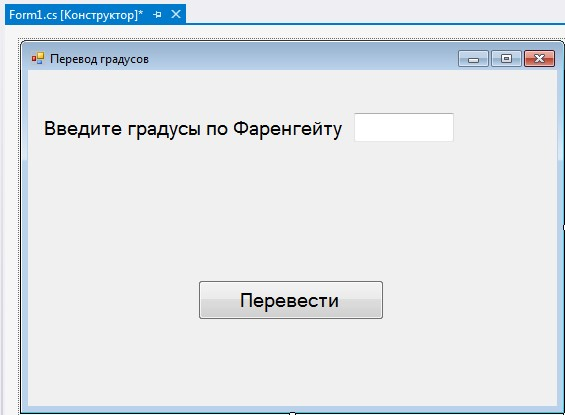 Form1.cs [Конструктор]*
Перевод градусов
Введите градусы по Фаренгейту
Перевести